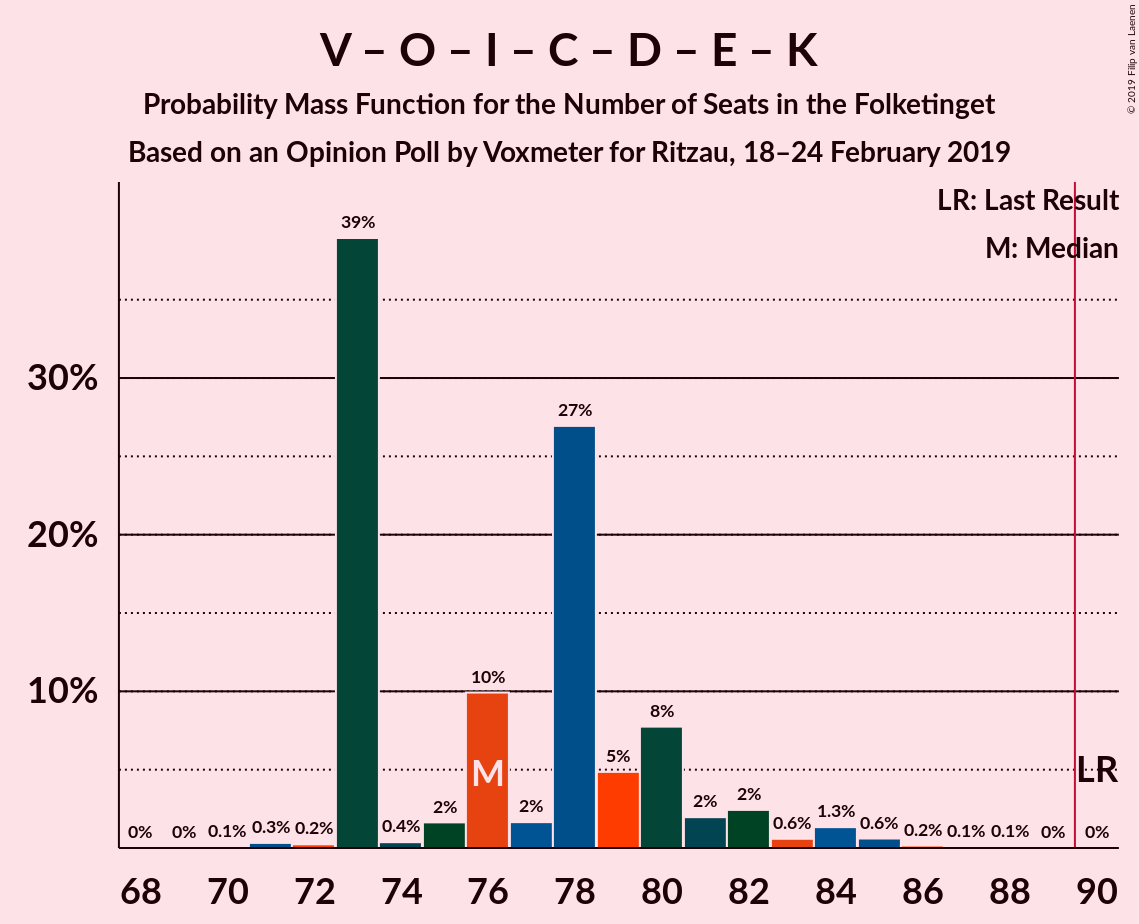 V – O – I – C – D – E – K
Probability Mass Function for the Number of Seats in the Folketinget
Based on an Opinion Poll by Voxmeter for Ritzau, 18–24 February 2019
© 2019 Filip van Laenen
LR: Last Result
M: Median
39%
30%
27%
20%
10%
10%
8%
5%
M
LR
0% 0% 0.1% 0.3% 0.2% 0.4% 2% 2% 2% 2% 0.6% 1.3% 0.6% 0.2% 0.1% 0.1% 0% 0%
68 70 72 74 76 78 80 82 84 86 88 90